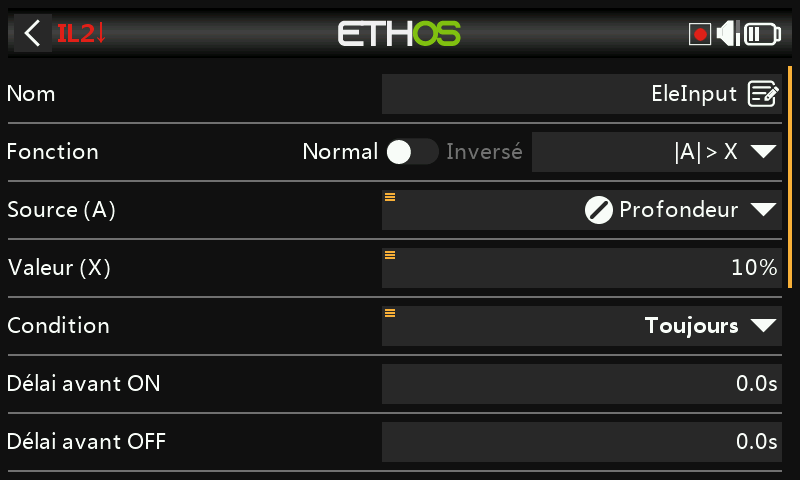 IL2↓ ETHOS
Nom EleInput
Fonction Normal Inversé |A| > X
Source (A) Profondeur
Valeur (X) 10%
Condition Toujours
Délai avant ON 0.0s
Délai avant OFF 0.0s